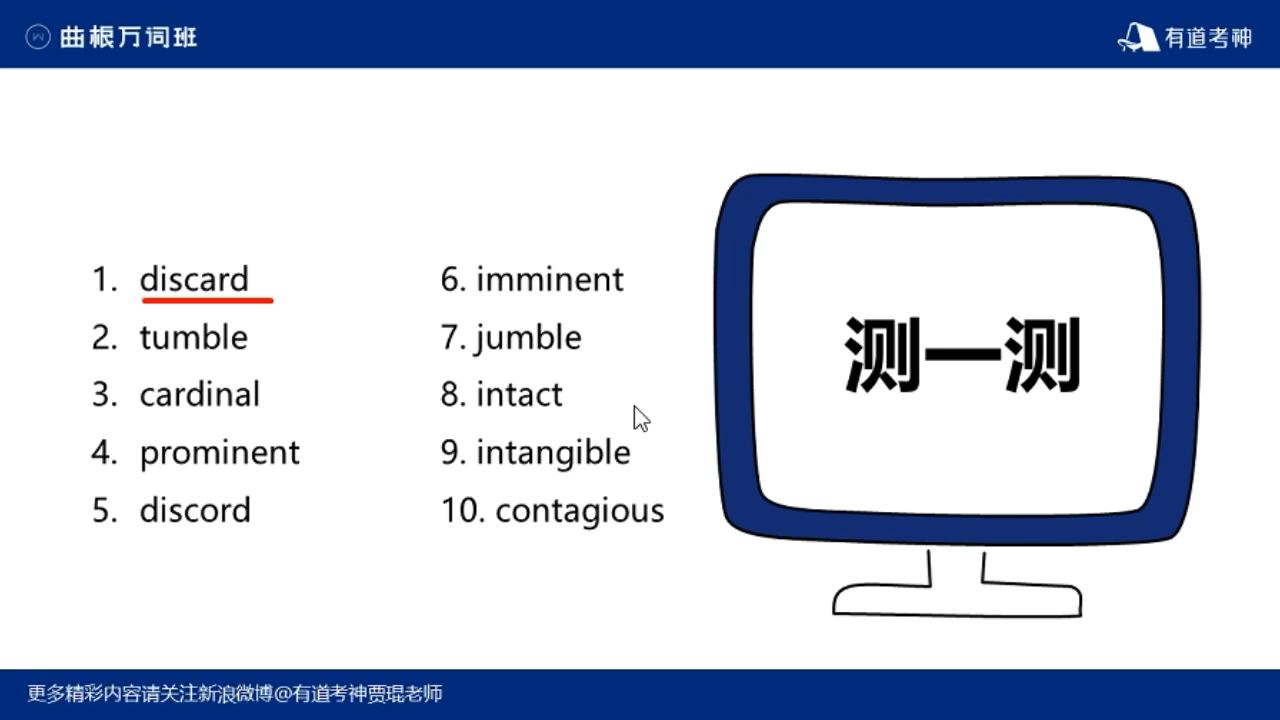 曲根万词班
有道考神
1. discard
2. tumble
3. cardinal
4. prominent
5. discord
6. imminent
7. jumble
8. intact
9. intangible
10. contagious
测一测
更多精彩内容请关注新浪微博@有道考神贾琨老师